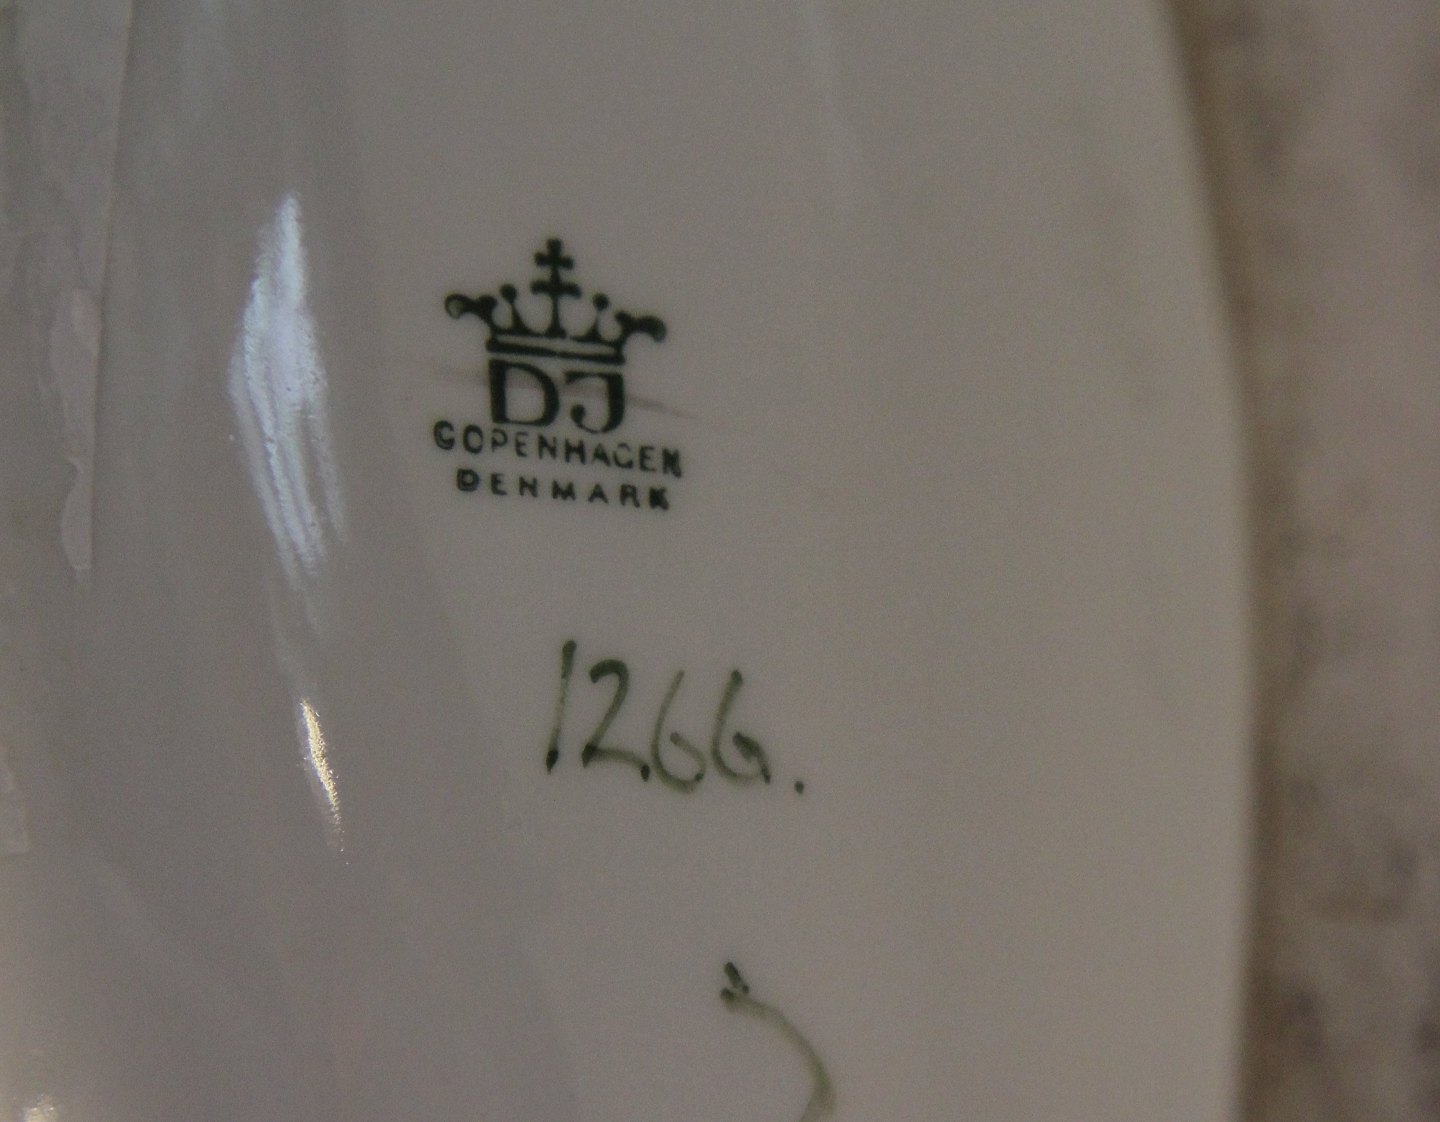 DJ
COPENHAGEN
DENMARK
1266.